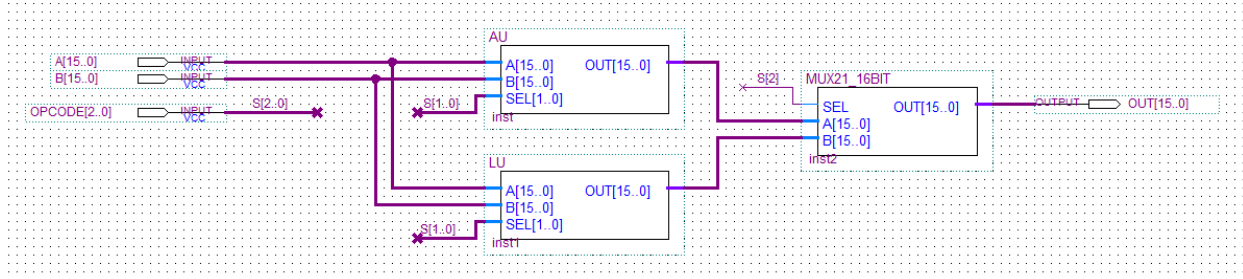 A[15..0] INPUT VCC
B[15..0] INPUT VCC
OPCODE[2..0] INPUT VCC
S[2..0]
AU
A[15..0] OUT[15..0]
B[15..0]
S[1..0] SEL[1..0]
inst
LU
A[15..0] OUT[15..0]
B[15..0]
S[1..0] SEL[1..0]
inst1
MUX21_16BIT
S[2]
SEL OUT[15..0]
A[15..0]
B[15..0]
inst2
OUTPUT OUT[15..0]